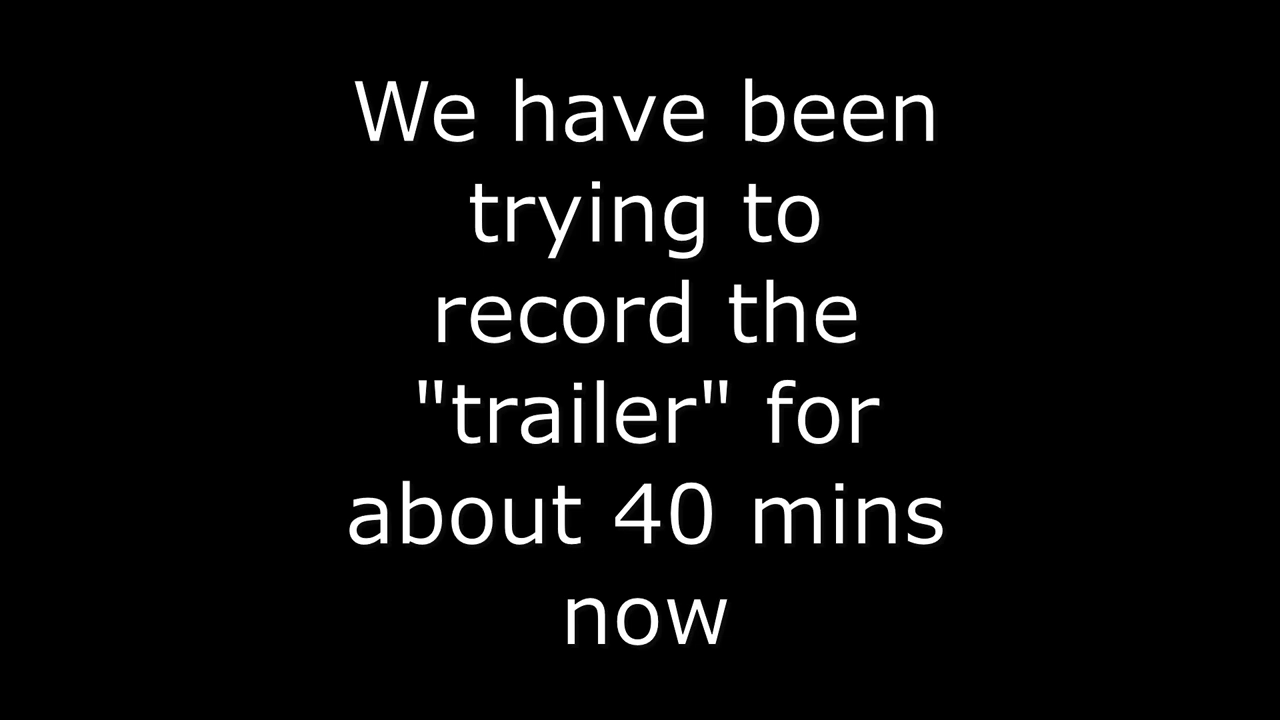 We have been
trying to
record the
"trailer" for
about 40 mins
now